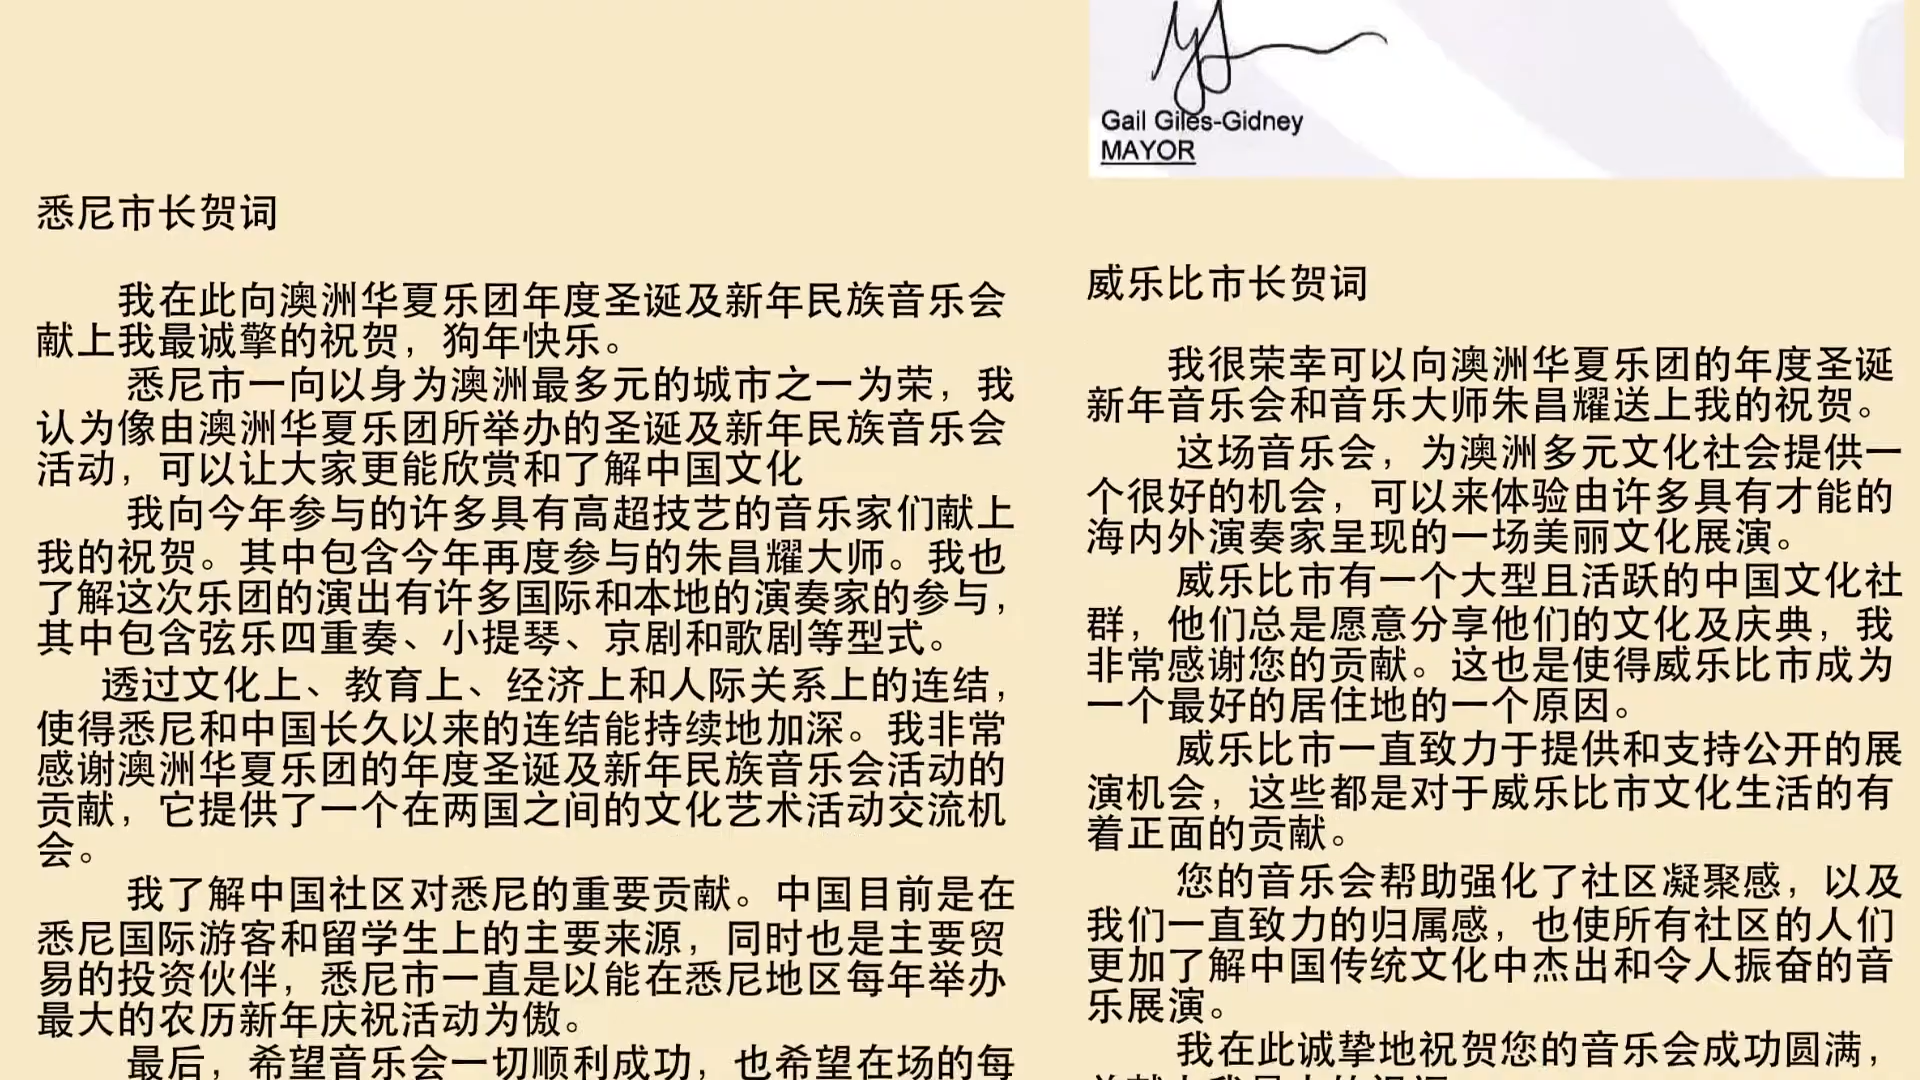 悉尼市长贺词
我在此向澳洲华夏乐团年度圣诞及新年民族音乐会
献上我最诚擎的祝贺，狗年快乐。
悉尼市一向以身为澳洲最多元的城市之一为荣，我
认为像由澳洲华夏乐团所举办的圣诞及新年民族音乐会
活动，可以让大家更能欣赏和了解中国文化
我向今年参与的许多具有高超技艺的音乐家们献上
我的祝贺。其中包含今年再度参与的朱昌耀大师。我也
了解这次乐团的演出有许多国际和本地的演奏家的参与，
其中包含弦乐四重奏、小提琴、京剧和歌剧等型式。
透过文化上、教育上、经济上和人际关系上的连结，
使得悉尼和中国长久以来的连结能持续地加深。我非常
感谢澳洲华夏乐团的年度圣诞及新年民族音乐会活动的
贡献，它提供了一个在两国之间的文化艺术活动交流机
会。
我了解中国社区对悉尼的重要贡献。中国目前是在
悉尼国际游客和留学生上的主要来源，同时也是主要贸
易的投资伙伴，悉尼市一直是以能在悉尼地区每年举办
最大的农历新年庆祝活动为傲。
最后，希望音乐会一切顺利成功，也希望在场的每
Gail Giles-Gidney
MAYOR
威乐比市长贺词
我很荣幸可以向澳洲华夏乐团的年度圣诞
新年音乐会和音乐大师朱昌耀送上我的祝贺。
这场音乐会，为澳洲多元文化社会提供一
个很好的机会，可以来体验由许多具有才能的
海内外演奏家呈现的一场美丽文化展演。
威乐比市有一个大型且活跃的中国文化社
群，他们总是愿意分享他们的文化及庆典，我
非常感谢您的贡献。这也是使得威乐比市成为
一个最好的居住地的一个原因。
威乐比市一直致力于提供和支持公开的展
演机会，这些都是对于威乐比市文化生活的有
着正面的贡献。
您的音乐会帮助强化了社区凝聚感，以及
我们一直致力的归属感，也使所有社区的人们
更加了解中国传统文化中杰出和令人振奋的音
乐展演。
我在此诚挚地祝贺您的音乐会成功圆满，